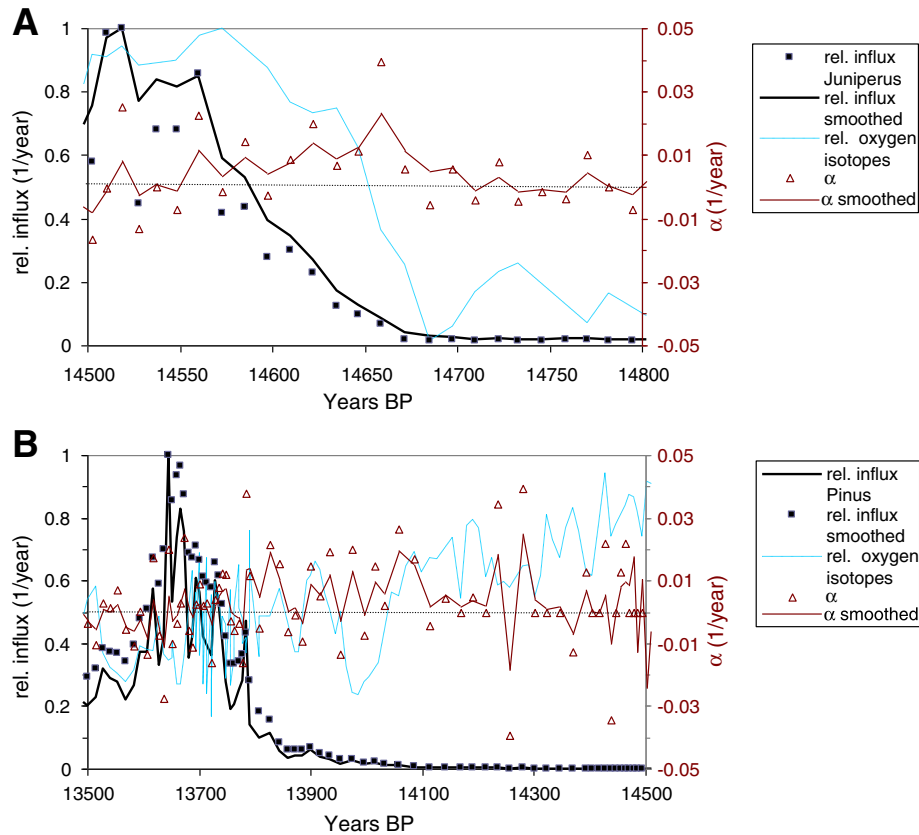 A
rel. influx (1/year)
1
0.8
0.6
0.4
0.2
0
0.05
0.03
0.01
-0.01
-0.03
-0.05
α (1/year)
14500
14550
14600
14650
14700
14750
14800
Years BP
rel. influx
Juniperus
rel. influx
smoothed
rel. oxygen
isotopes
α
α smoothed
B
rel. influx (1/year)
1
0.8
0.6
0.4
0.2
0
0.05
0.03
0.01
-0.01
-0.03
-0.05
α (1/year)
13500
13700
13900
14100
14300
14500
Years BP
rel. influx
Pinus
rel. influx
smoothed
rel. oxygen
isotopes
α
α smoothed